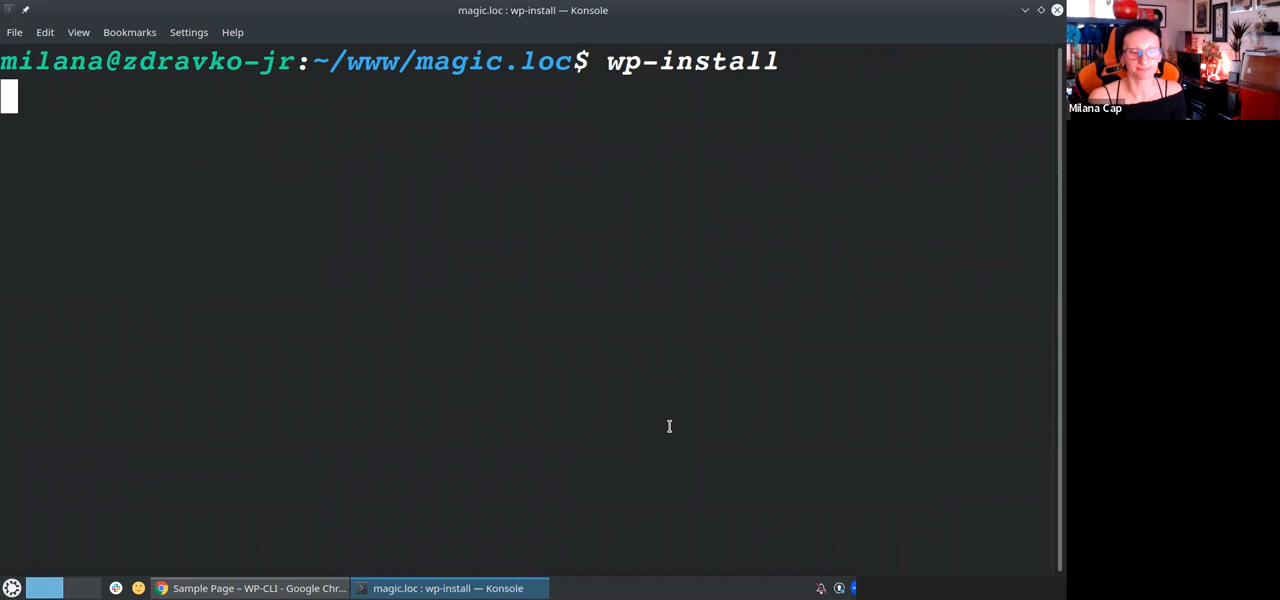 magic.loc : wp-install — Konsole
File Edit View Bookmarks Settings Help
milana@zdravko-jr:~/www/magic.loc$ wp-install
Milana Cap
Sample Page – WP-CLI - Google Chr...
magic.loc : wp-install — Konsole